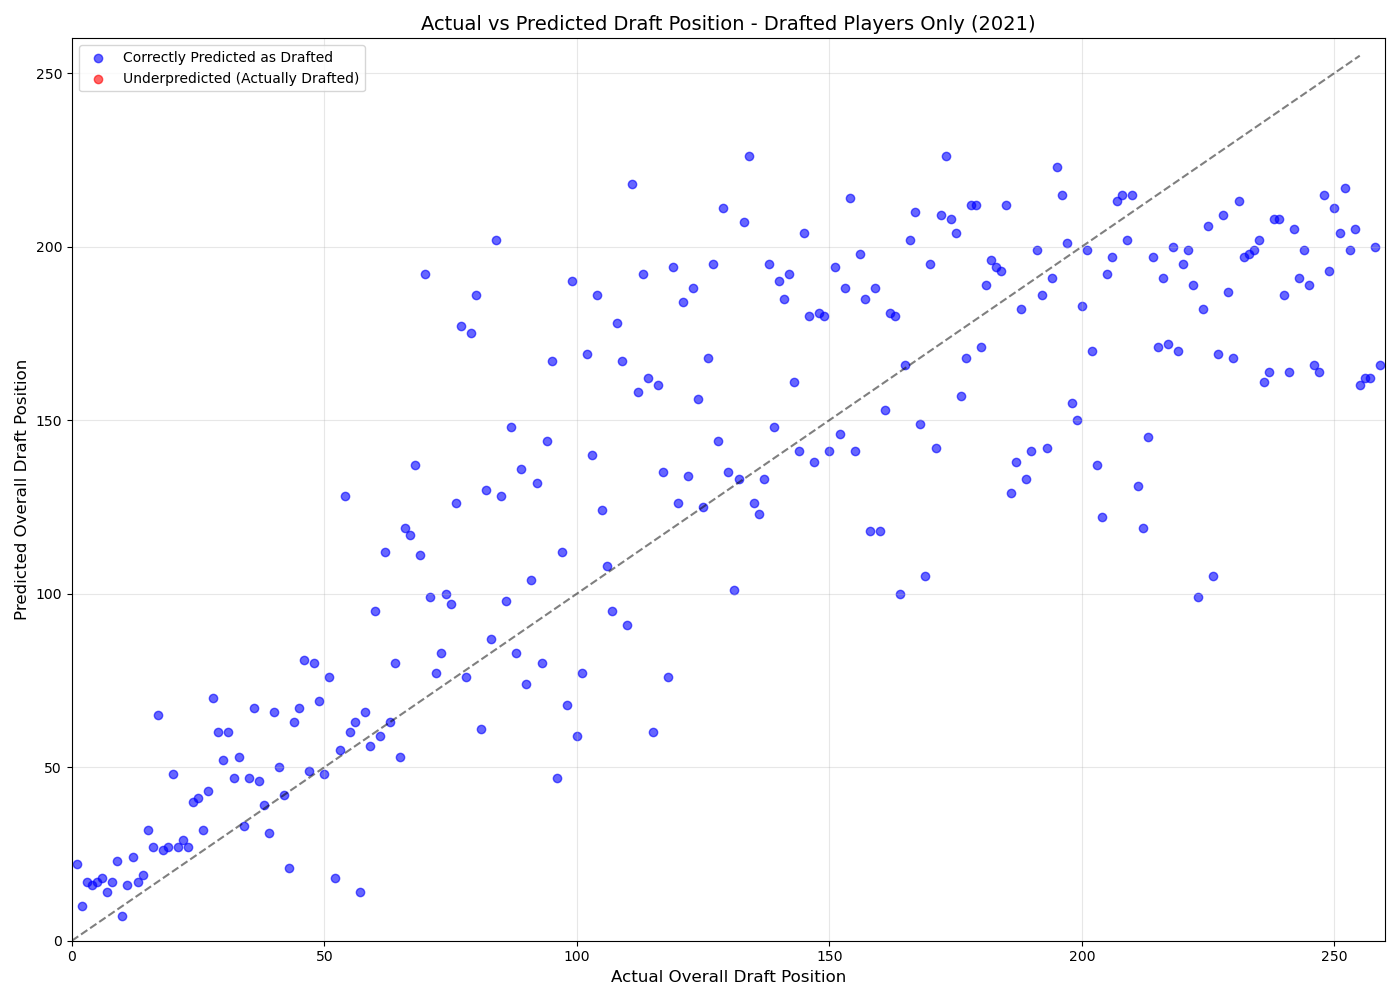 Actual vs Predicted Draft Position - Drafted Players Only (2021)
Correctly Predicted as Drafted
Underpredicted (Actually Drafted)
Predicted Overall Draft Position
250
200
150
100
50
0
0 50 100 150 200 250
Actual Overall Draft Position